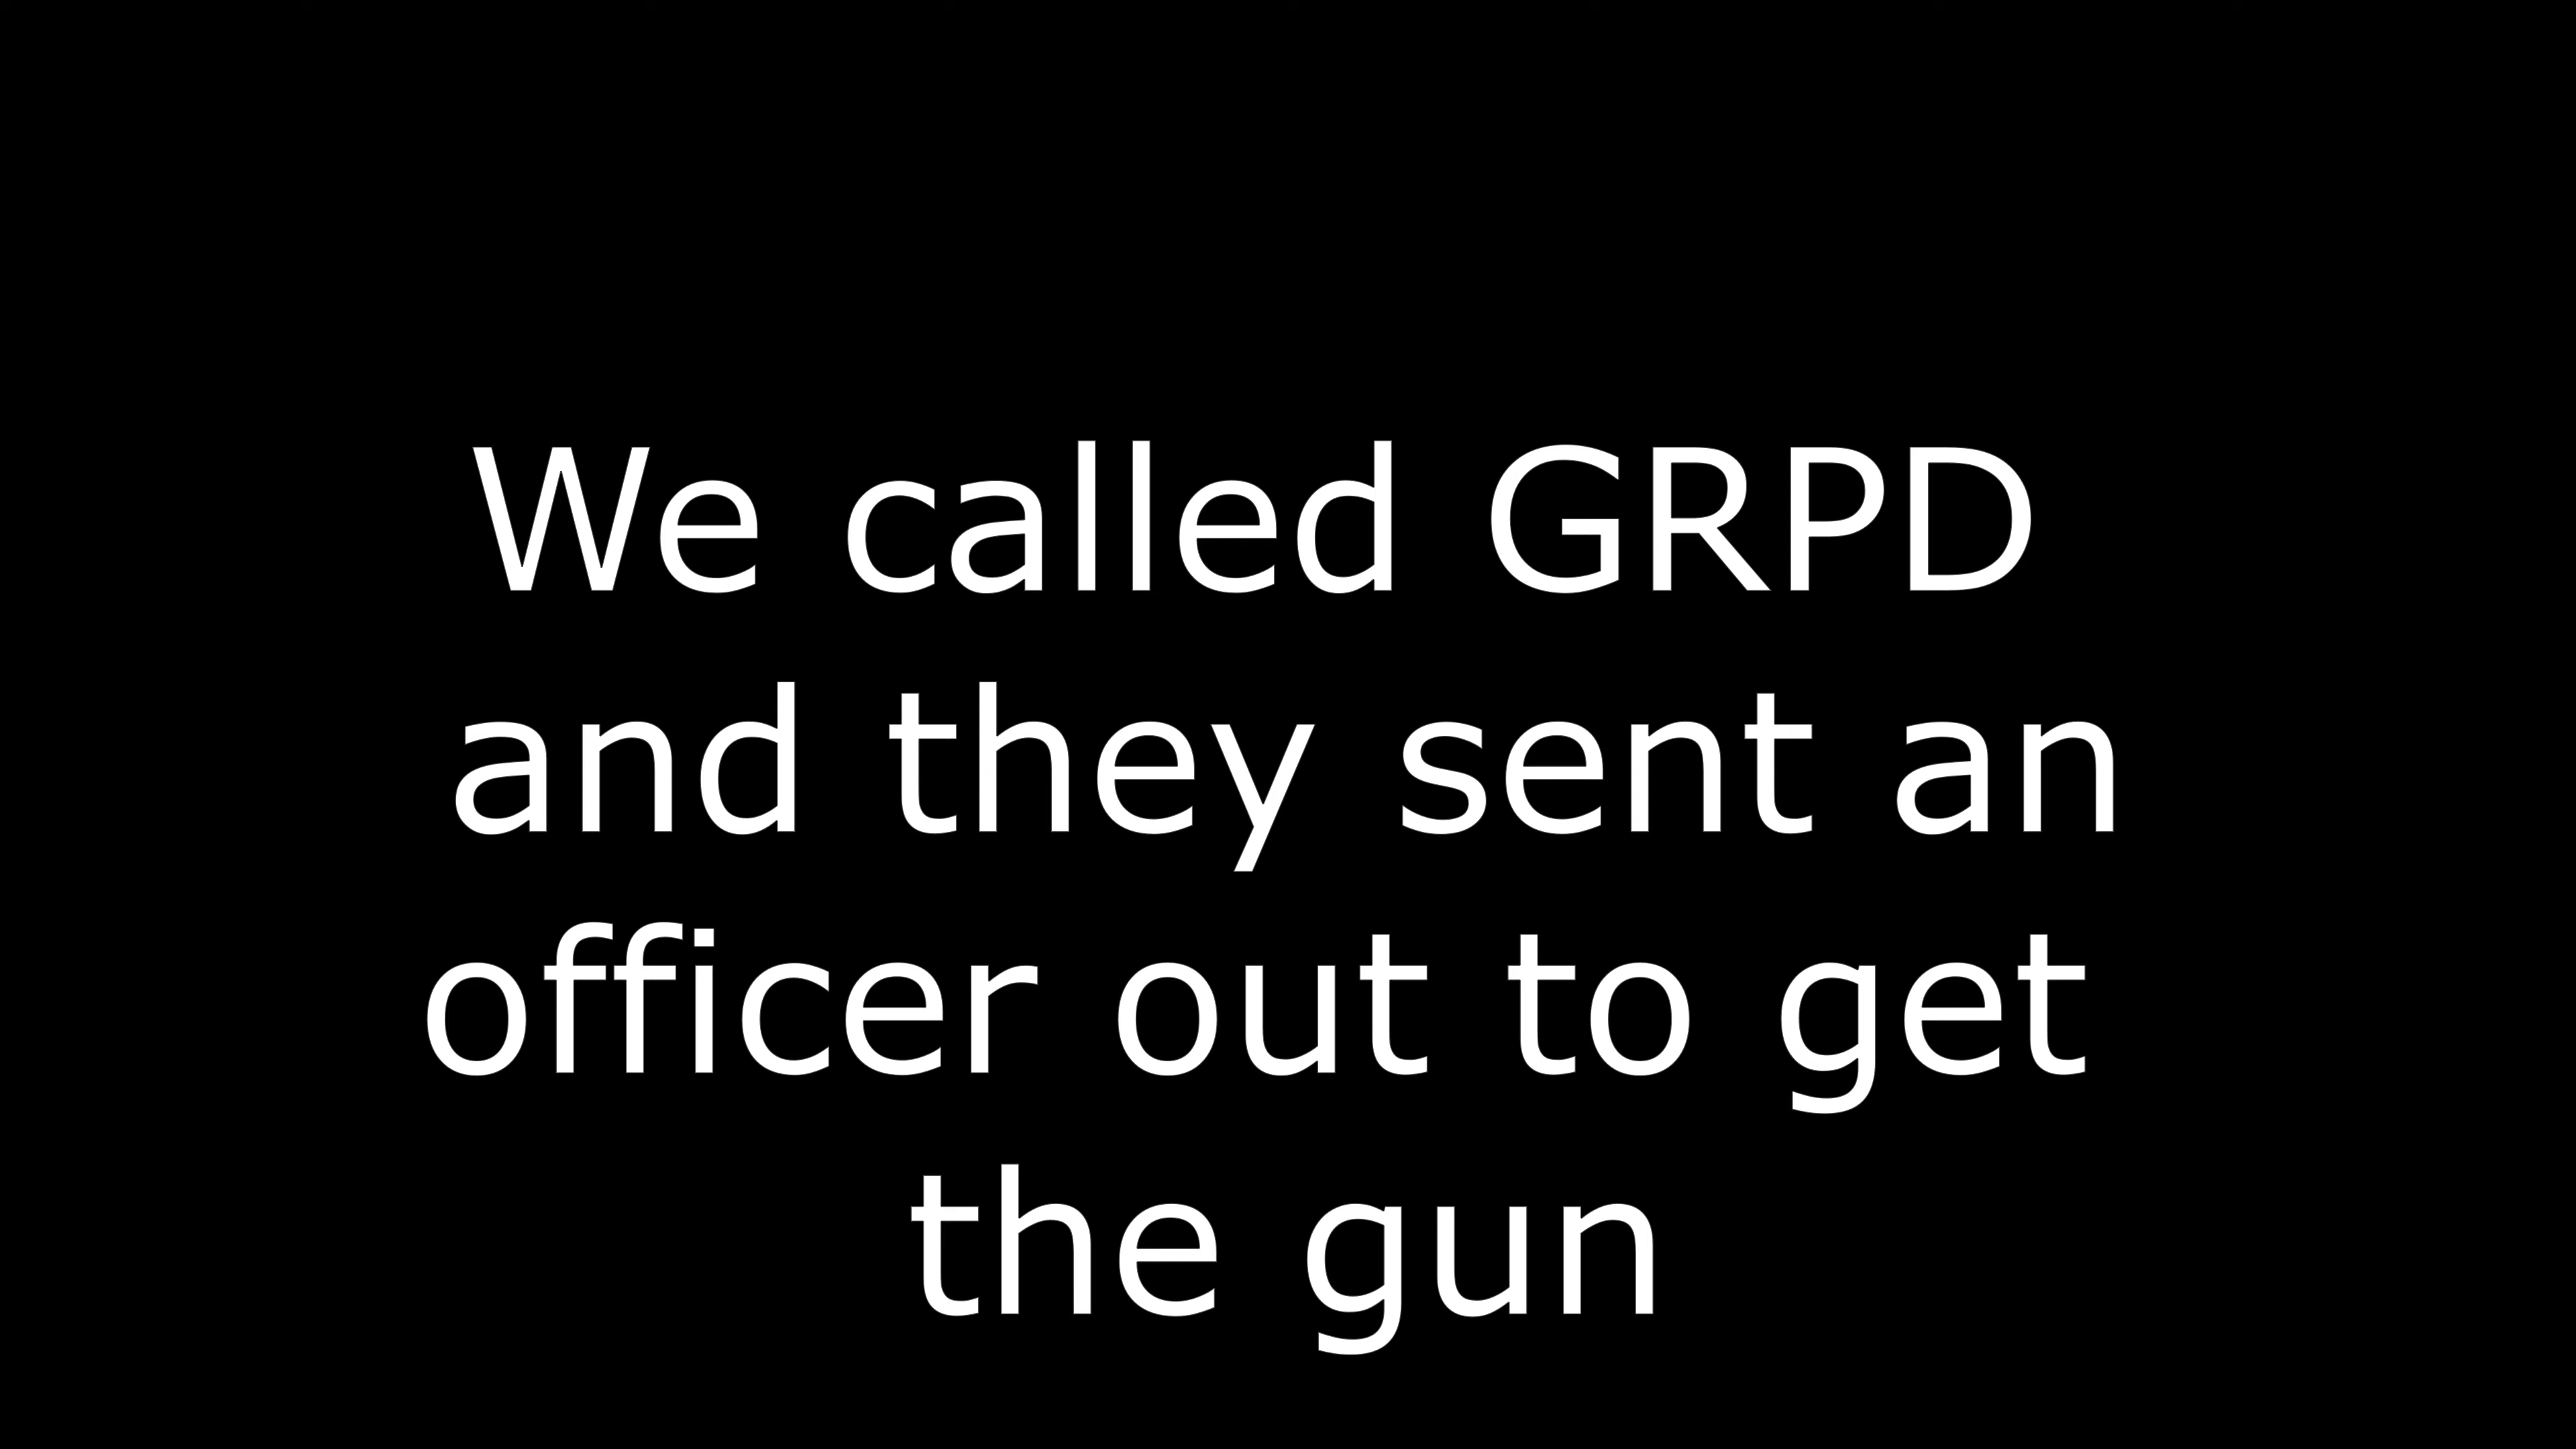 We called GRPD
and they sent an
officer out to get
the gun